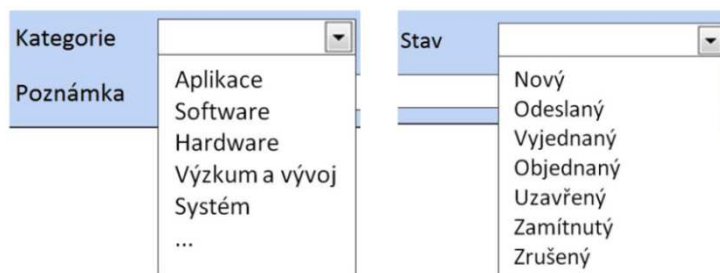 Kategorie
Poznámka
Aplikace
Software
Hardware
Výzkum a vývoj
Systém
...
Stav
Nový
Odeslaný
Vyjednaný
Objednaný
Uzavřený
Zamítnutý
Zrušený